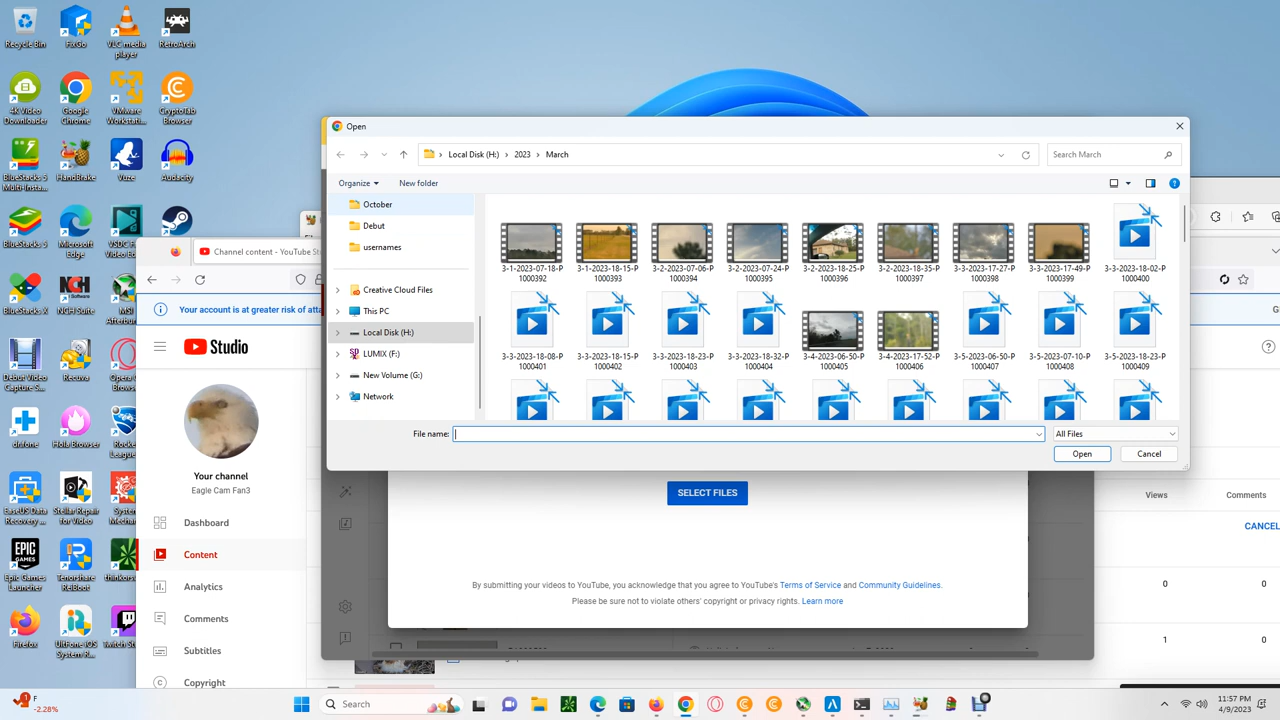 Recycle Bin
FixGo
VLC media player
RetroArch
4K Video Downloader
Google Chrome
VMware Workstati...
CryptoTab Browser
BlueStacks 5 Multi-Insta...
HandBrake
Vuze
Audacity
BlueStacks 5
Microsoft Edge
BlueStacks X
NCH Suite
Debut Video Capture S...
Recuva
drfone
Hola Browser
EaseUS Data Recovery ...
Stellar Repair for Video
Epic Games Launcher
Tenorshare ReiBoot
Firefox
UltFone iOS System R...
Open
Local Disk (H:) > 2023 > March
Search March
Organize
New folder
October
Debut
usernames
Creative Cloud Files
This PC
Local Disk (H:)
LUMIX (F:)
New Volume (G:)
Network
3-1-2023-07-18-P1000392
3-1-2023-18-15-P1000393
3-2-2023-07-06-P1000394
3-2-2023-07-24-P1000395
3-2-2023-18-25-P1000396
3-2-2023-18-35-P1000397
3-3-2023-17-27-P1000398
3-3-2023-17-49-P1000399
3-3-2023-18-02-P1000400
3-3-2023-18-08-P1000401
3-3-2023-18-15-P1000402
3-3-2023-18-23-P1000403
3-3-2023-18-32-P1000404
3-4-2023-06-50-P1000405
3-4-2023-17-52-P1000406
3-5-2023-06-50-P1000407
3-5-2023-07-10-P1000408
3-5-2023-18-23-P1000409
File name:
All Files
Open
Cancel
Channel content - YouTube St
Your account is at greater risk of atta
Studio
Your channel
Eagle Cam Fan3
Dashboard
Content
Analytics
Comments
Subtitles
Copyright
SELECT FILES
By submitting your videos to YouTube, you acknowledge that you agree to YouTube's Terms of Service and Community Guidelines.
Please be sure not to violate others' copyright or privacy rights. Learn more
Views
Comments
CANCEL
0
0
1
0
F
-2.28%
Search
11:57 PM
4/9/2023